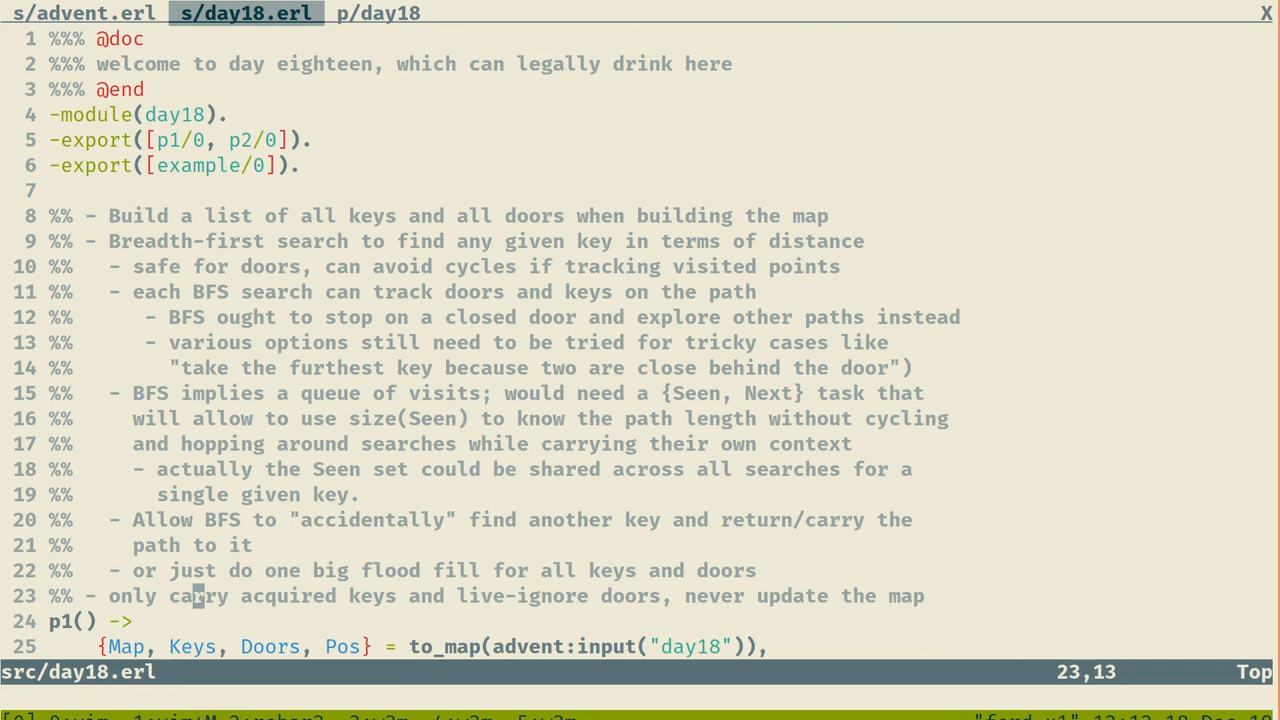 s/advent.erl s/day18.erl p/day18 X
1 %%% @doc
2 %%% welcome to day eighteen, which can legally drink here
3 %%% @end
4 -module(day18).
5 -export([p1/0, p2/0]).
6 -export([example/0]).
7
8 %% - Build a list of all keys and all doors when building the map
9 %% - Breadth-first search to find any given key in terms of distance
10 %%   - safe for doors, can avoid cycles if tracking visited points
11 %%   - each BFS search can track doors and keys on the path
12 %%      - BFS ought to stop on a closed door and explore other paths instead
13 %%      - various options still need to be tried for tricky cases like
14 %%        "take the furthest key because two are close behind the door")
15 %%   - BFS implies a queue of visits; would need a {Seen, Next} task that
16 %%     will allow to use size(Seen) to know the path length without cycling
17 %%     and hopping around searches while carrying their own context
18 %%     - actually the Seen set could be shared across all searches for a
19 %%       single given key.
20 %%   - Allow BFS to "accidentally" find another key and return/carry the
21 %%     path to it
22 %%   - or just do one big flood fill for all keys and doors
23 %% - only carry acquired keys and live-ignore doors, never update the map
24 p1() ->
25     {Map, Keys, Doors, Pos} = to_map(advent:input("day18")),
src/day18.erl 23,13 Top